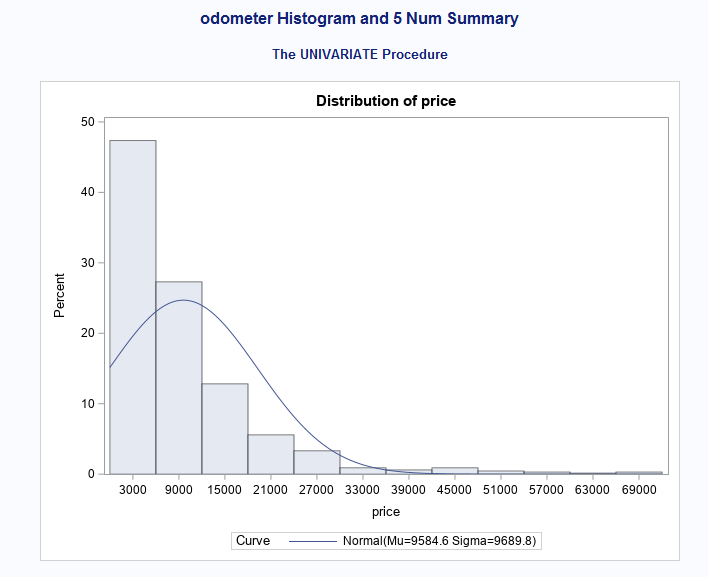 odometer Histogram and 5 Num Summary
The UNIVARIATE Procedure
Distribution of price
50
40
30
20
10
0
Percent
3000 9000 15000 21000 27000 33000 39000 45000 51000 57000 63000 69000
price
Curve Normal(Mu=9584.6 Sigma=9689.8)